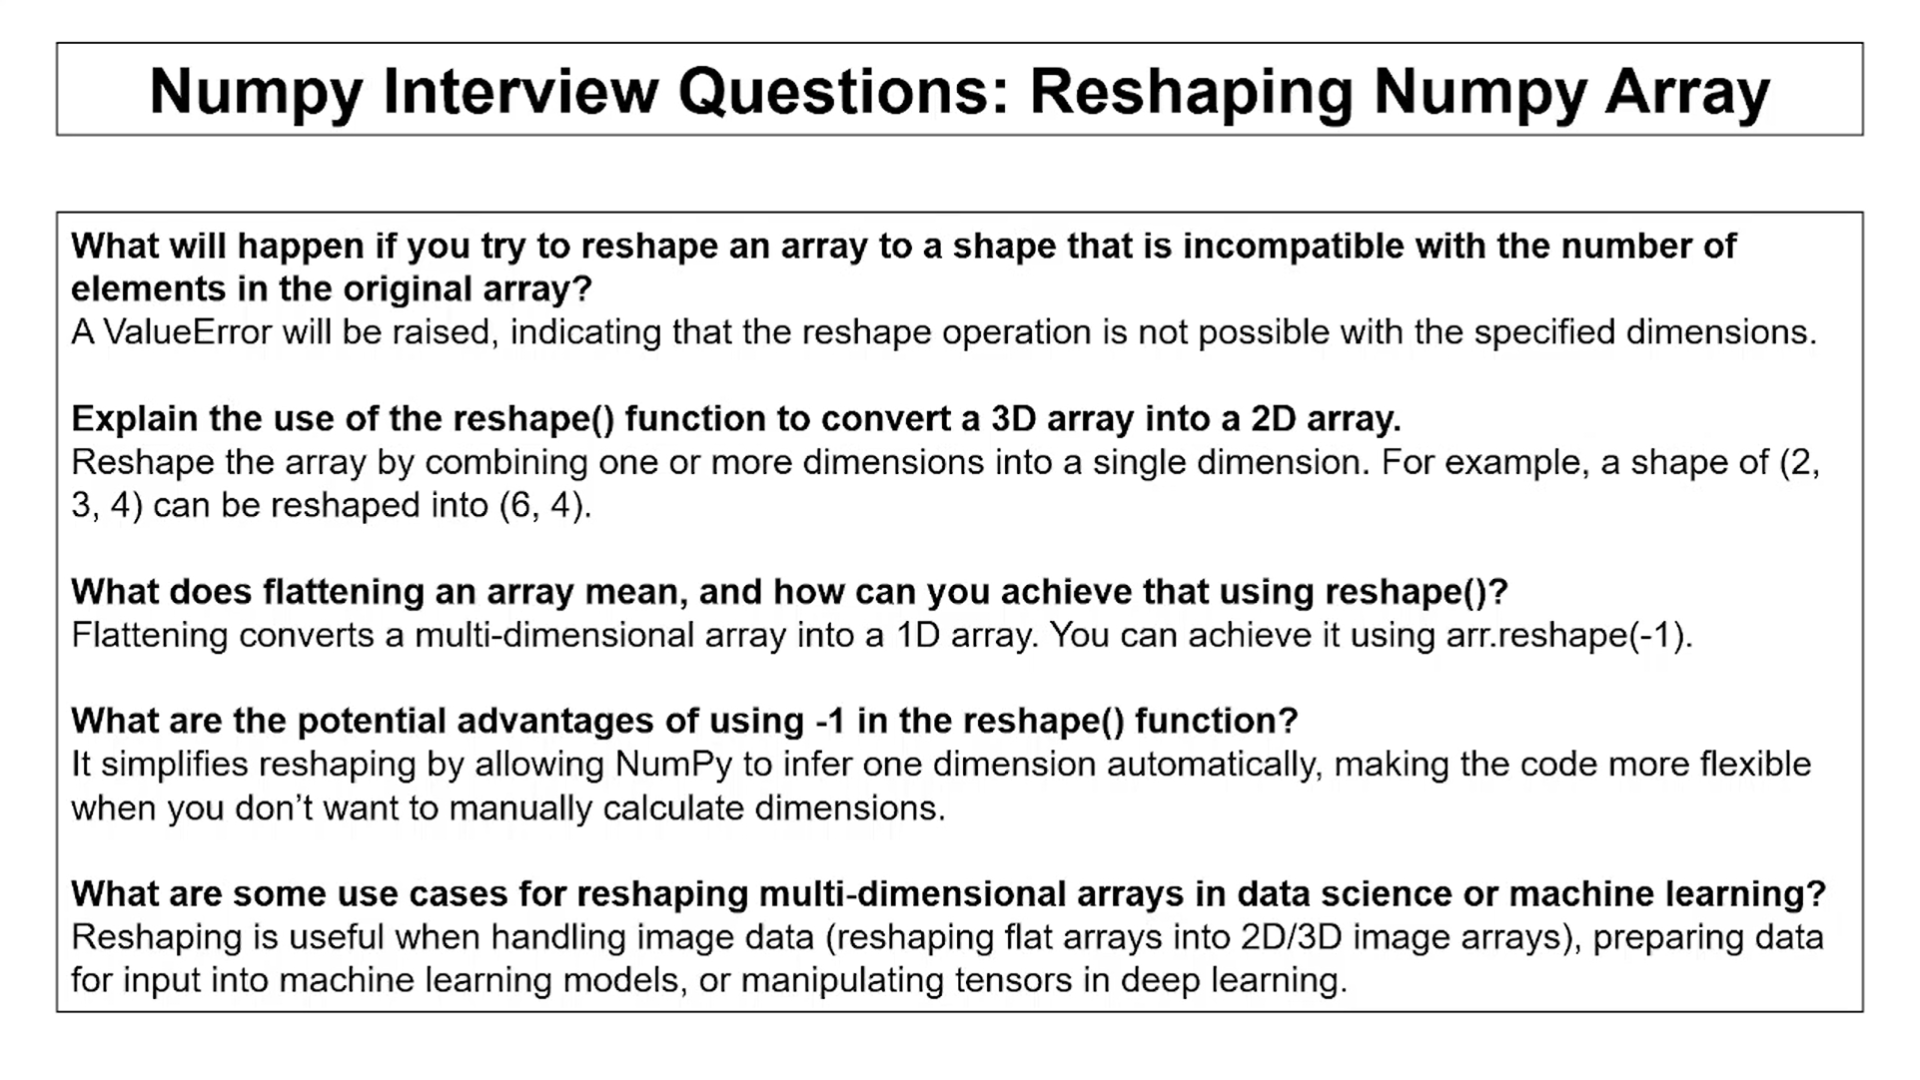 Numpy Interview Questions: Reshaping Numpy Array
What will happen if you try to reshape an array to a shape that is incompatible with the number of
elements in the original array?
A ValueError will be raised, indicating that the reshape operation is not possible with the specified dimensions.
Explain the use of the reshape() function to convert a 3D array into a 2D array.
Reshape the array by combining one or more dimensions into a single dimension. For example, a shape of (2,
3, 4) can be reshaped into (6, 4).
What does flattening an array mean, and how can you achieve that using reshape()?
Flattening converts a multi-dimensional array into a 1D array. You can achieve it using arr.reshape(-1).
What are the potential advantages of using -1 in the reshape() function?
It simplifies reshaping by allowing NumPy to infer one dimension automatically, making the code more flexible
when you don’t want to manually calculate dimensions.
What are some use cases for reshaping multi-dimensional arrays in data science or machine learning?
Reshaping is useful when handling image data (reshaping flat arrays into 2D/3D image arrays), preparing data
for input into machine learning models, or manipulating tensors in deep learning.